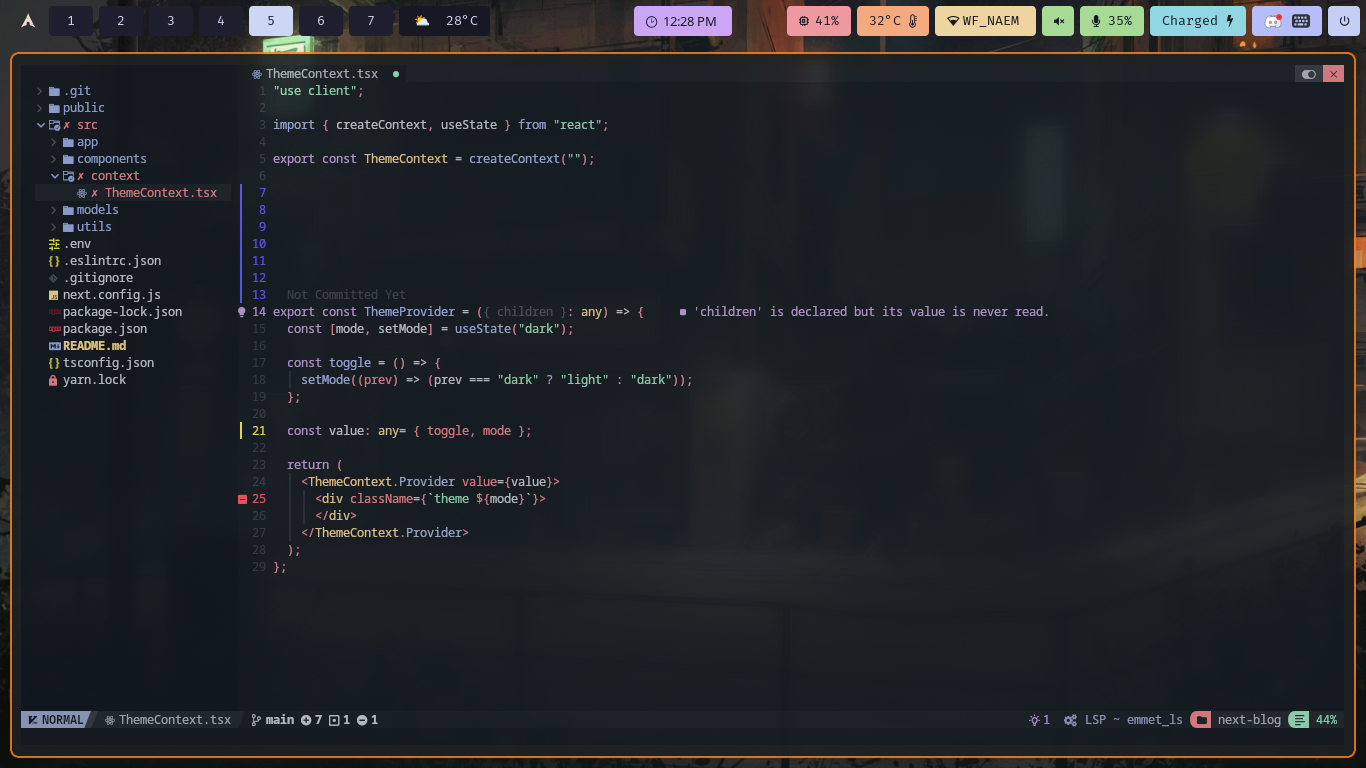 1 2 3 4 5 6 7 28°C 12:28 PM 41% 32°C WF_NAEM 35% Charged
ThemeContext.tsx
.git
public
src
app
components
context
ThemeContext.tsx
models
utils
.env
.eslintrc.json
.gitignore
next.config.js
package-lock.json
package.json
README.md
tsconfig.json
yarn.lock
1 "use client";
2
3 import { createContext, useState } from "react";
4
5 export const ThemeContext = createContext("");
6
7
8
9
10
11
12
13 Not Committed Yet
14 export const ThemeProvider = ({ children }: any) => { 'children' is declared but its value is never read.
15 const [mode, setMode] = useState("dark");
16
17 const toggle = () => {
18 setMode((prev) => (prev === "dark" ? "light" : "dark"));
19 };
20
21 const value: any= { toggle, mode };
22
23 return (
24 <ThemeContext.Provider value={value}>
25 <div className={`theme ${mode}`}>
26 </div>
27 </ThemeContext.Provider>
28 );
29 };
NORMAL ThemeContext.tsx main 7 1 1 1 LSP ~ emmet_ls next-blog 44%